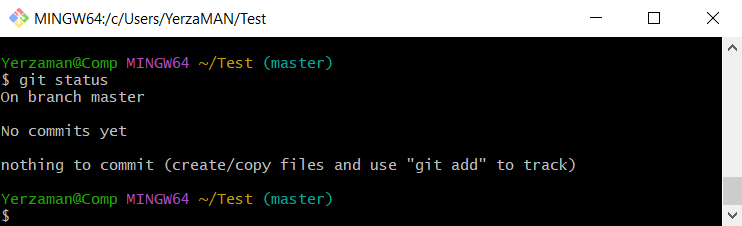 MINGW64:/c/Users/YerzaMAN/Test
Yerzaman@Comp MINGW64 ~/Test (master)
$ git status
On branch master
No commits yet
nothing to commit (create/copy files and use "git add" to track)
Yerzaman@Comp MINGW64 ~/Test (master)
$